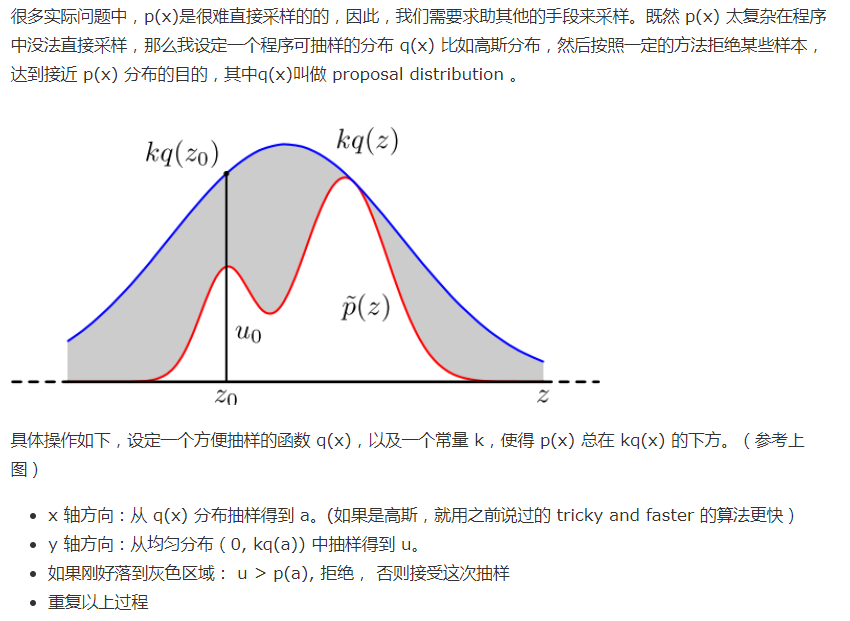 很多实际问题中，p(x)是很难直接采样的的，因此，我们需要求助其他的手段来采样。既然 p(x) 太复杂在程序
中没法直接采样，那么我设定一个程序可抽样的分布 q(x) 比如高斯分布，然后按照一定的方法拒绝某些样本，
达到接近 p(x) 分布的目的，其中q(x)叫做 proposal distribution 。
kq(z₀)
kq(z)
p̃(z)
u₀
z₀
z
具体操作如下，设定一个方便抽样的函数 q(x)，以及一个常量 k，使得 p(x) 总在 kq(x) 的下方。（参考上
图）
• x 轴方向：从 q(x) 分布抽样得到 a。(如果是高斯，就用之前说过的 tricky and faster 的算法更快）
• y 轴方向：从均匀分布（0, kq(a)) 中抽样得到 u。
• 如果刚好落到灰色区域： u > p(a), 拒绝， 否则接受这次抽样
• 重复以上过程